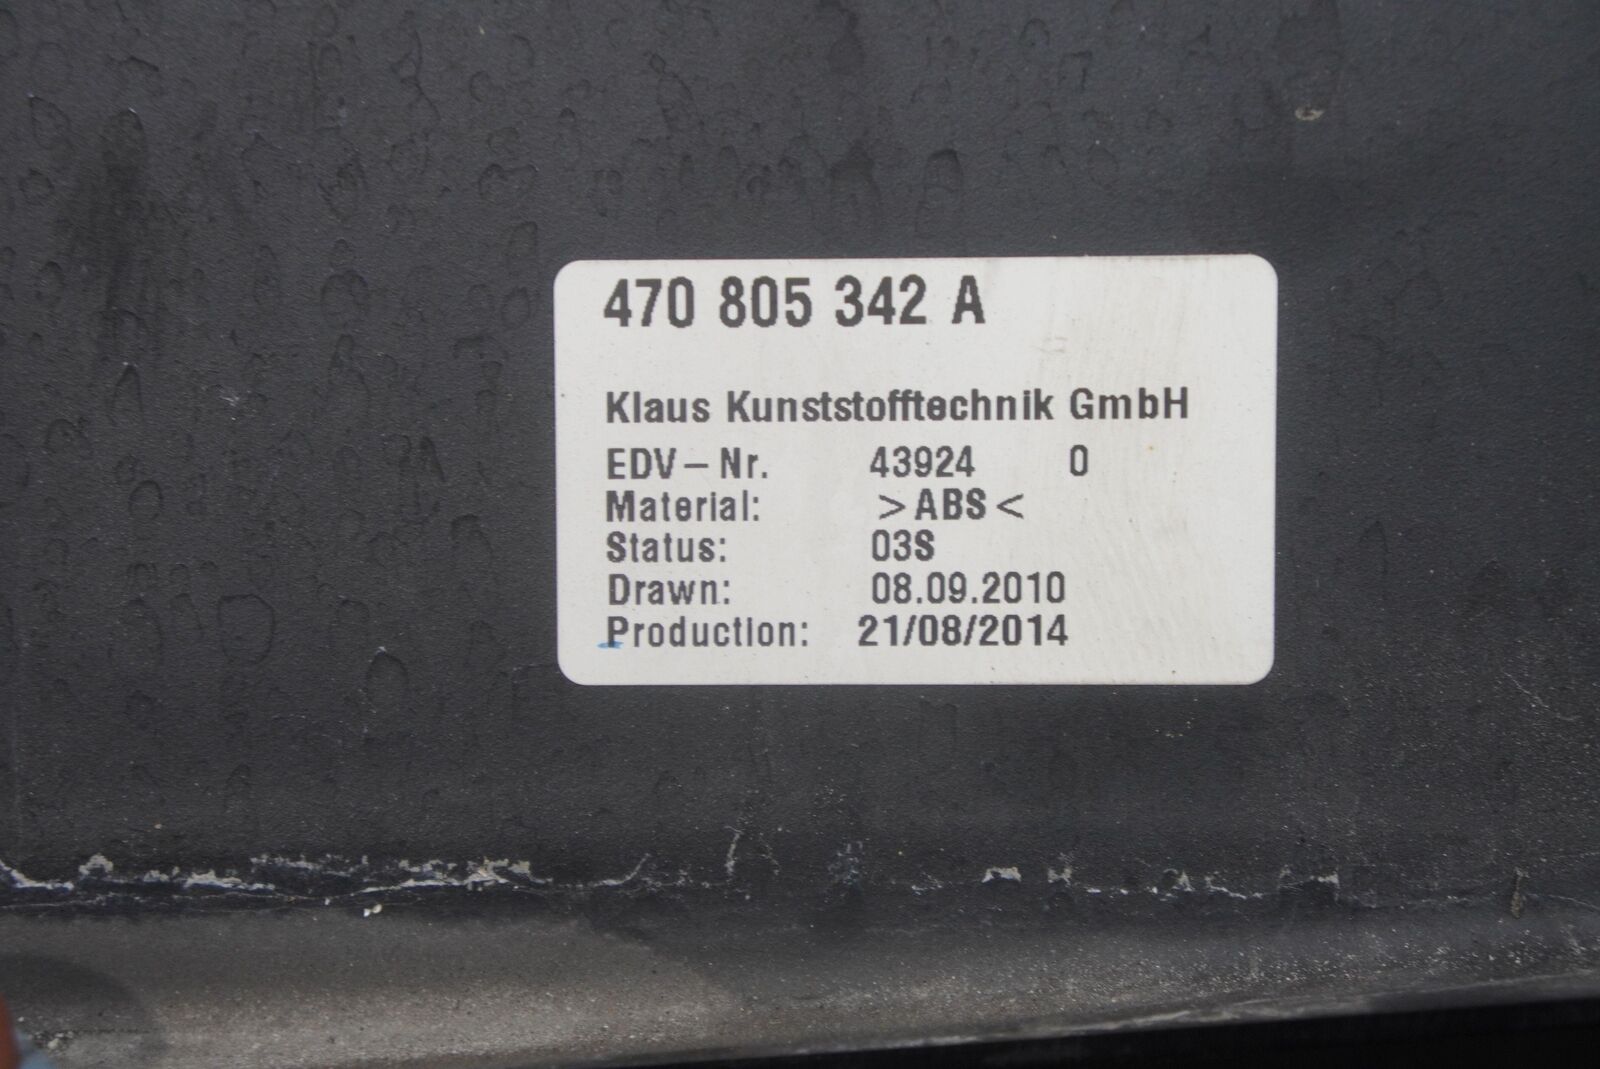 470 805 342 A
Klaus Kunststofftechnik GmbH
EDV-Nr. 43924 0
Material: >ABS<
Status: 03S
Drawn: 08.09.2010
Production: 21/08/2014